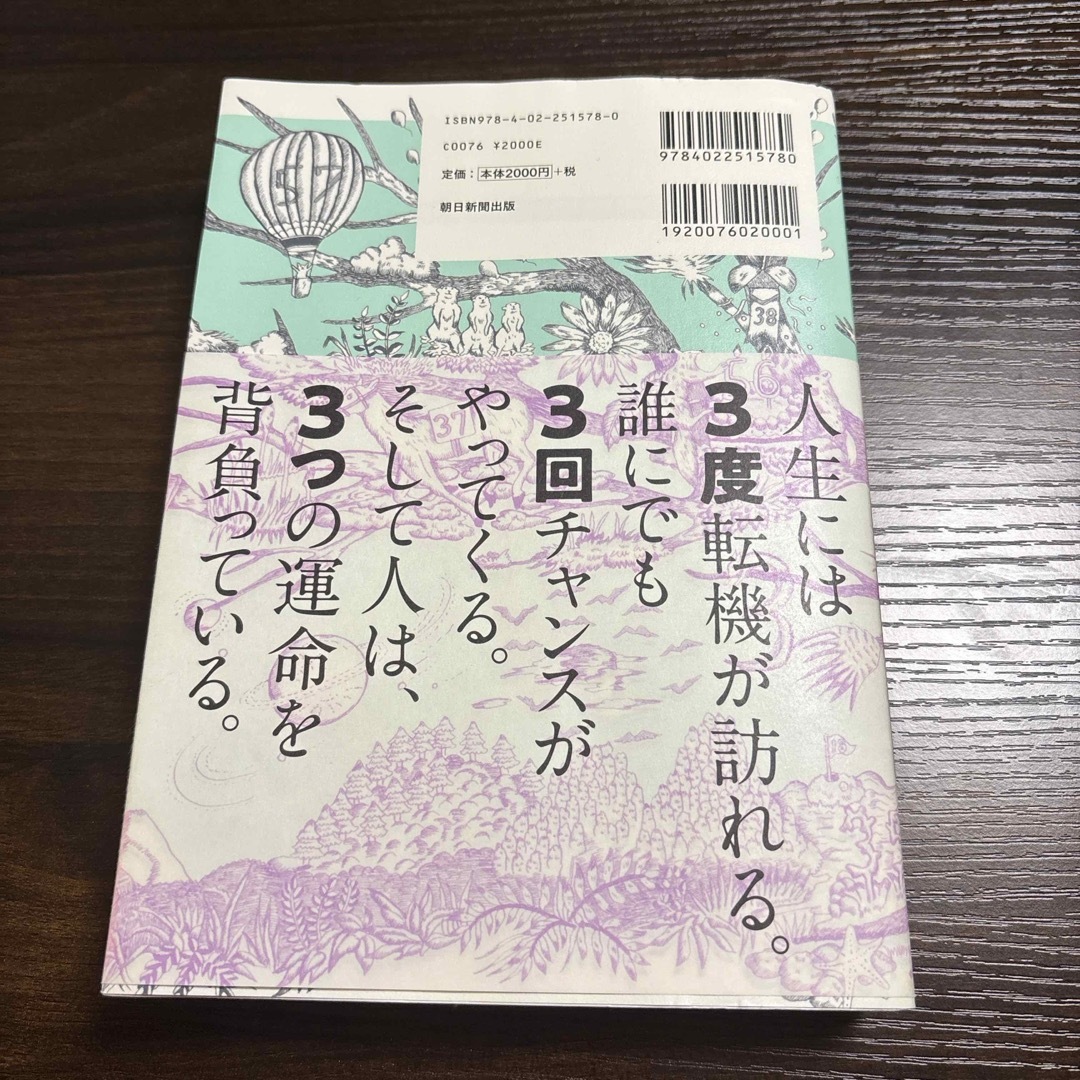 ISBN978-4-02-251578-0
C0076 ¥2000E
定価：本体2000円+税
朝日新聞出版
9784022515780
1920076020001
57
38
37
56
18
人生には
3度転機が訪れる。
誰にでも
3回チャンスが
やってくる。
そして人は、
3つの運命を
背負っている。